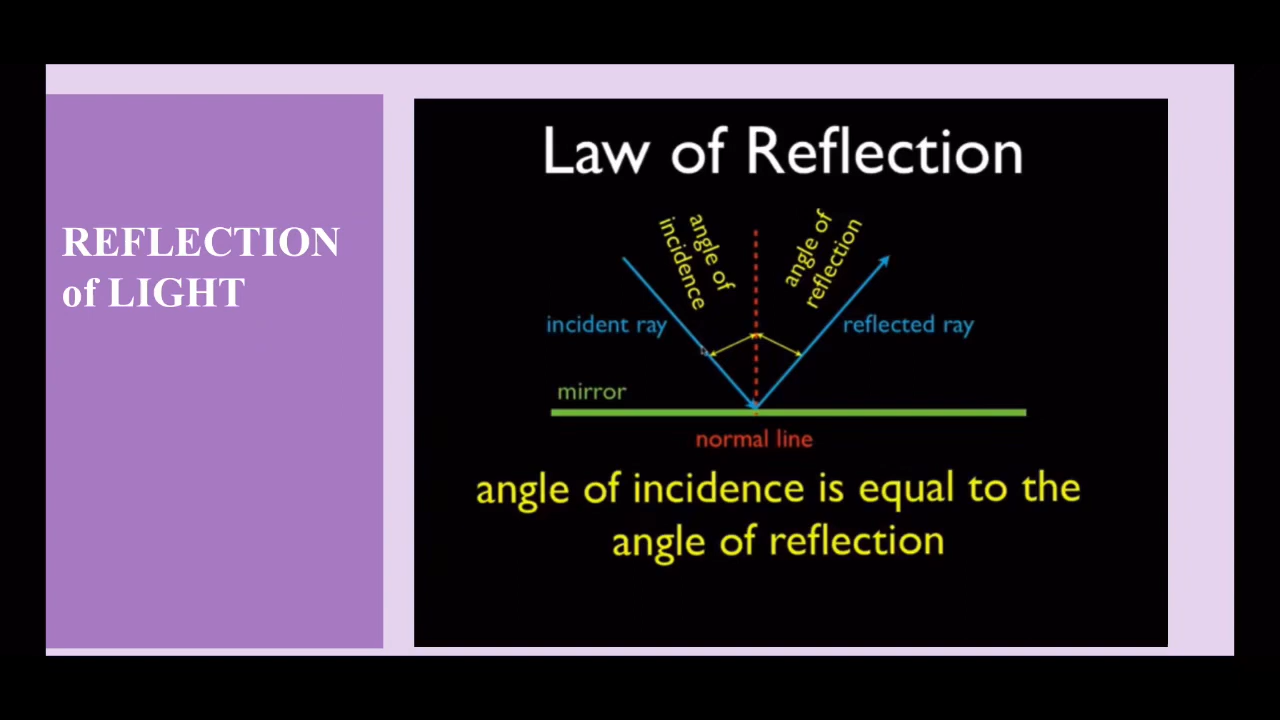 REFLECTION
of LIGHT
Law of Reflection
angle of
incidence
angle of
reflection
incident ray
reflected ray
mirror
normal line
angle of incidence is equal to the
angle of reflection